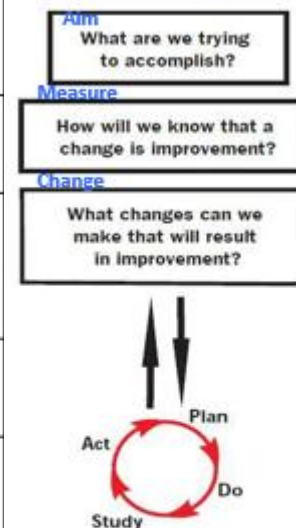 Aim
What are we trying
to accomplish?
Measure
How will we know that a
change is improvement?
Change
What changes can we
make that will result
in improvement?
Plan
Act
Do
Study